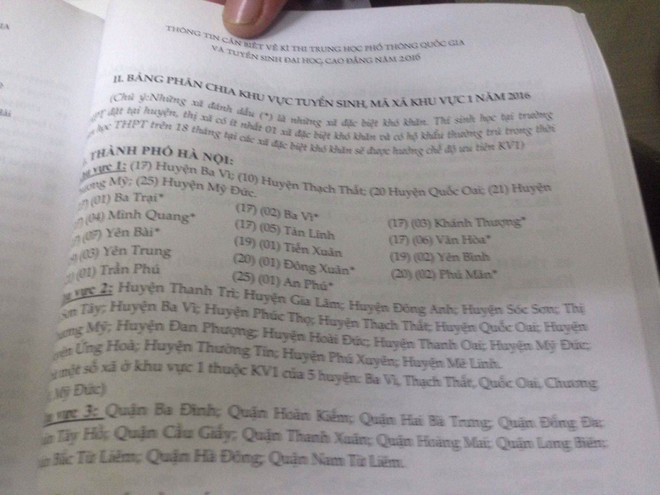 THÔNG TIN CẦN BIẾT VỀ KÌ THI TRUNG HỌC PHỔ THÔNG QUỐC GIA
VÀ TUYỂN SINH ĐẠI HỌC, CAO ĐẲNG NĂM 2016
II. BẢNG PHÂN CHIA KHU VỰC TUYỂN SINH, MÃ XÃ KHU VỰC 1 NĂM 2016
(Chú ý:Những xã đánh dấu (*) là những xã đặc biệt khó khăn. Thí sinh học tại trường
đặt tại huyện, thị xã có ít nhất 01 xã đặc biệt khó khăn và có hộ khẩu thường trú trong thời
học THPT trên 18 tháng tại các xã đặc biệt khó khăn sẽ được hưởng chế độ ưu tiên KV1)
THÀNH PHỐ HÀ NỘI:
vực 1: (17) Huyện Ba Vì; (10) Huyện Thạch Thất; (20 Huyện Quốc Oai; (21) Huyện
Mỹ; (25) Huyện Mỹ Đức.
(01) Ba Trại* (17) (02) Ba Vì* (17) (03) Khánh Thượng*
(04) Minh Quang* (17) (05) Tản Lĩnh (17) (06) Vân Hòa*
(07) Yên Bài* (19) (01) Tiến Xuân (19) (02) Yên Bình
(03) Yên Trung (20) (01) Đông Xuân* (20) (02) Phú Mãn*
(01) Trần Phú (25) (01) An Phú*
vực 2: Huyện Thanh Trì; Huyện Gia Lâm; Huyện Đông Anh; Huyện Sóc Sơn; Thị
Sơn Tây; Huyện Ba Vì; Huyện Phúc Thọ; Huyện Thạch Thất; Huyện Quốc Oai; Huyện
Mỹ; Huyện Đan Phượng; Huyện Hoài Đức; Huyện Thanh Oai; Huyện Mỹ Đức;
Ứng Hoà; Huyện Thường Tín; Huyện Phú Xuyên; Huyện Mê Linh.
một số xã ở khu vực 1 thuộc KV1 của 5 huyện: Ba Vì, Thạch Thất, Quốc Oai, Chương
Mỹ Đức)
vực 3: Quận Ba Đình; Quận Hoàn Kiếm; Quận Hai Bà Trưng; Quận Đống Đa;
Tây Hồ; Quận Cầu Giấy; Quận Thanh Xuân; Quận Hoàng Mai; Quận Long Biên;
Bắc Từ Liêm; Quận Hà Đông; Quận Nam Từ Liêm.